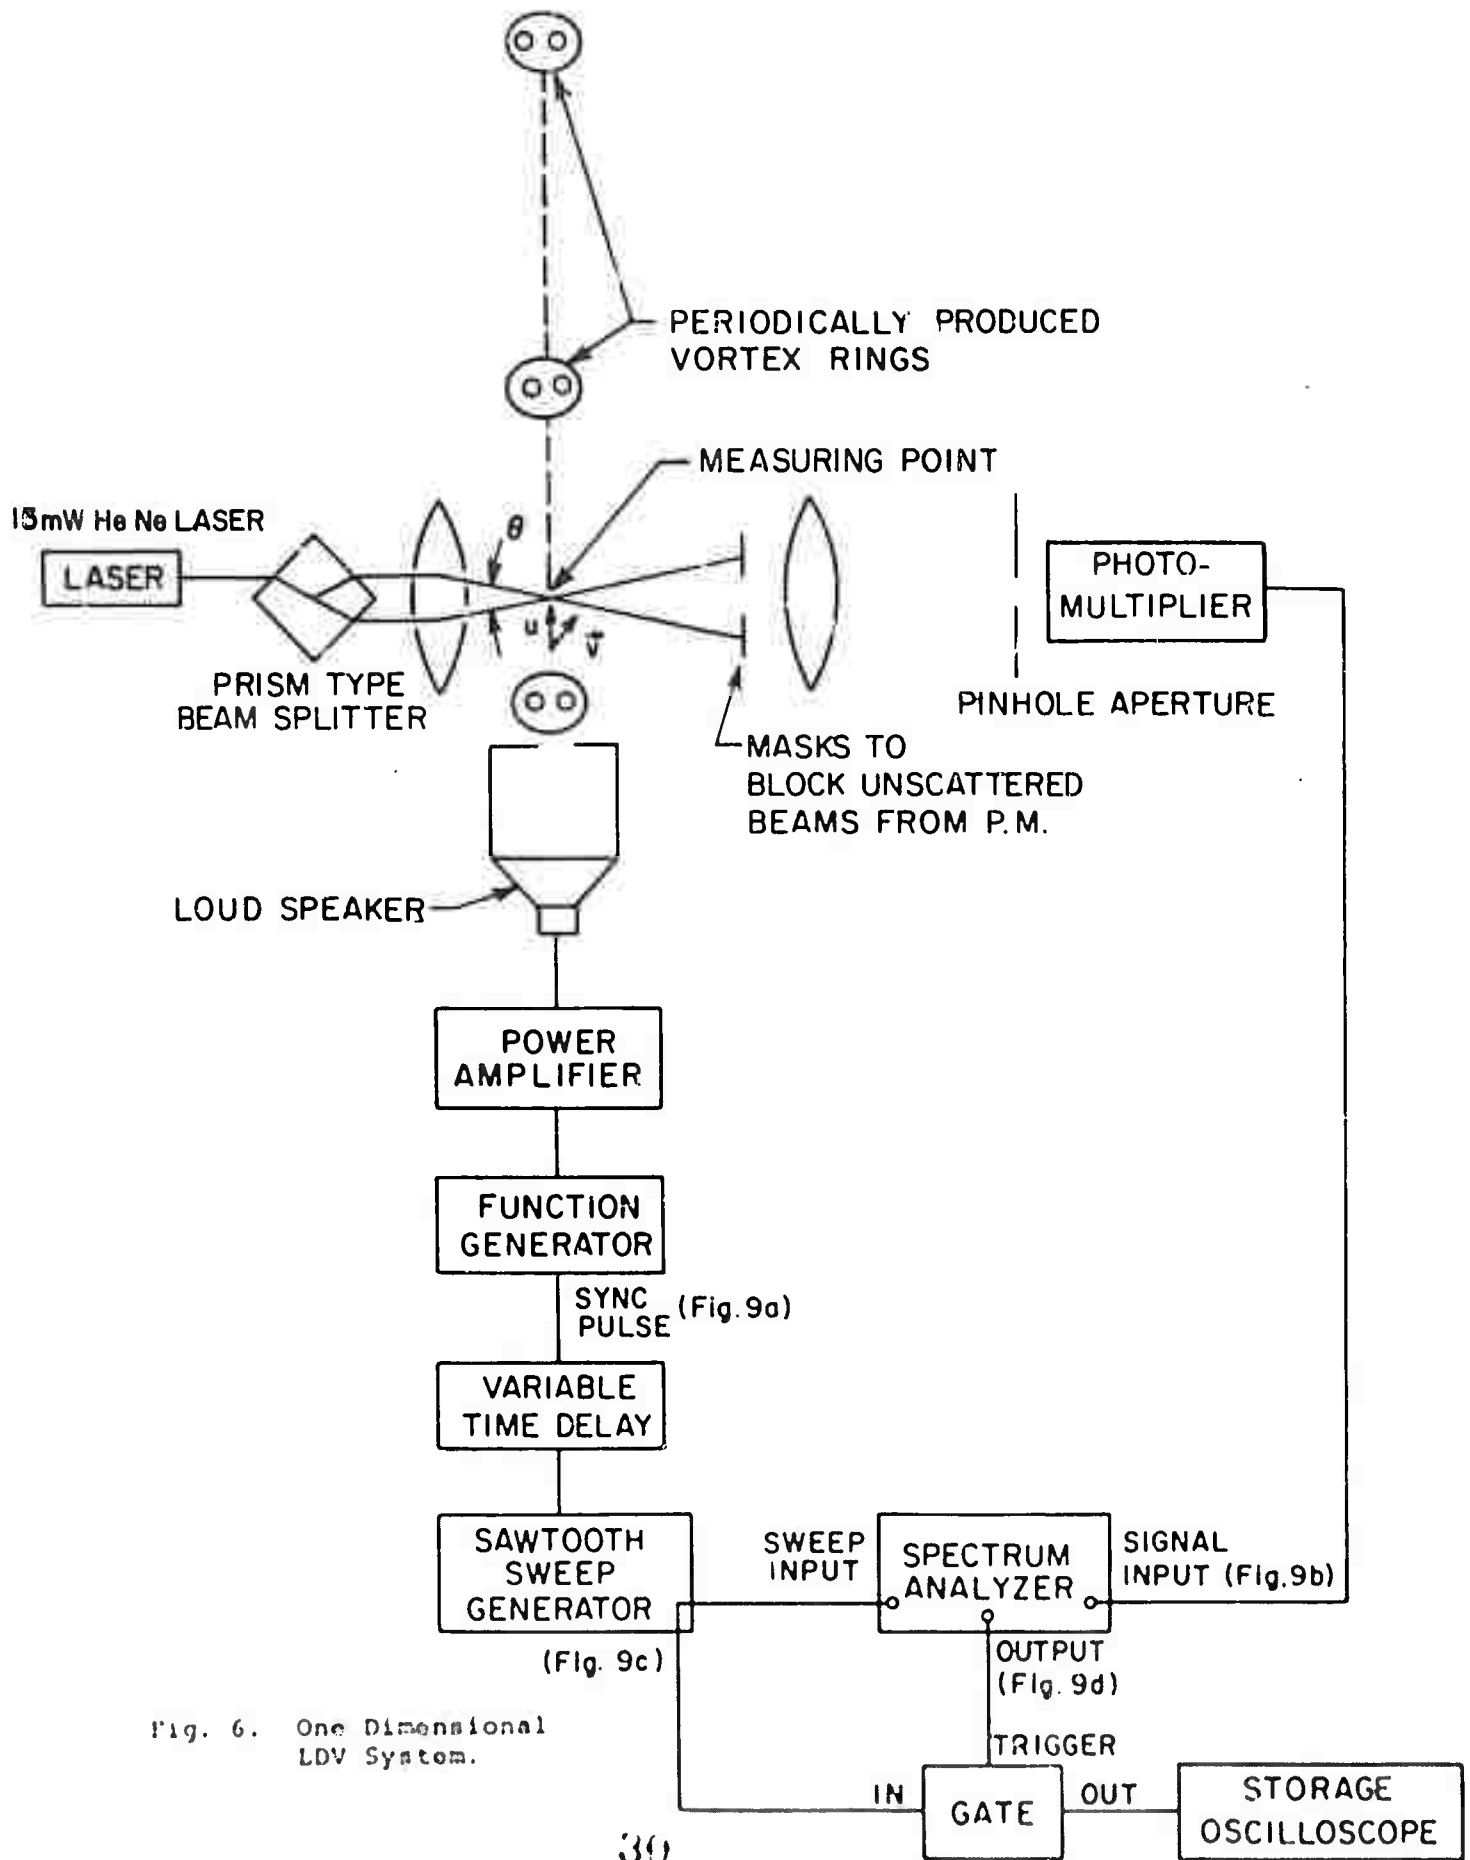 PERIODICALLY PRODUCED
VORTEX RINGS
MEASURING POINT
15mW He Ne LASER
LASER
θ
u
v⃗
PHOTO-
MULTIPLIER
PRISM TYPE
BEAM SPLITTER
PINHOLE APERTURE
MASKS TO
BLOCK UNSCATTERED
BEAMS FROM P.M.
LOUD SPEAKER
POWER
AMPLIFIER
FUNCTION
GENERATOR
SYNC
PULSE (Fig. 9a)
VARIABLE
TIME DELAY
SAWTOOTH
SWEEP
GENERATOR
(Fig. 9c)
SWEEP
INPUT
SPECTRUM
ANALYZER
SIGNAL
INPUT (Fig. 9b)
OUTPUT
(Fig. 9d)
TRIGGER
IN
GATE
OUT
STORAGE
OSCILLOSCOPE
Fig. 6. One Dimensional
LDV System.
30